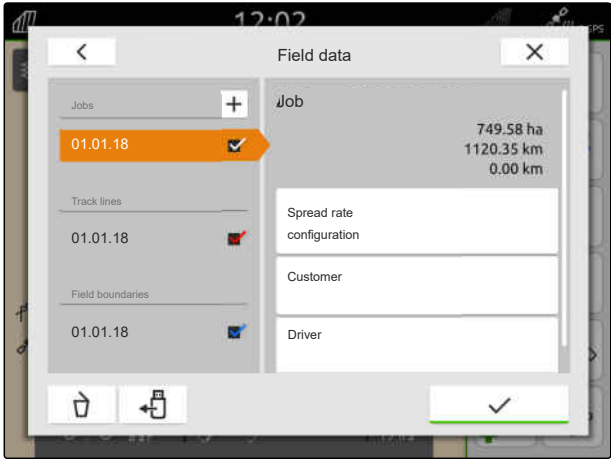 12:02
GPS
Field data
Jobs
01.01.18
Track lines
01.01.18
Field boundaries
01.01.18
Job
749.58 ha
1120.35 km
0.00 km
Spread rate
configuration
Customer
Driver